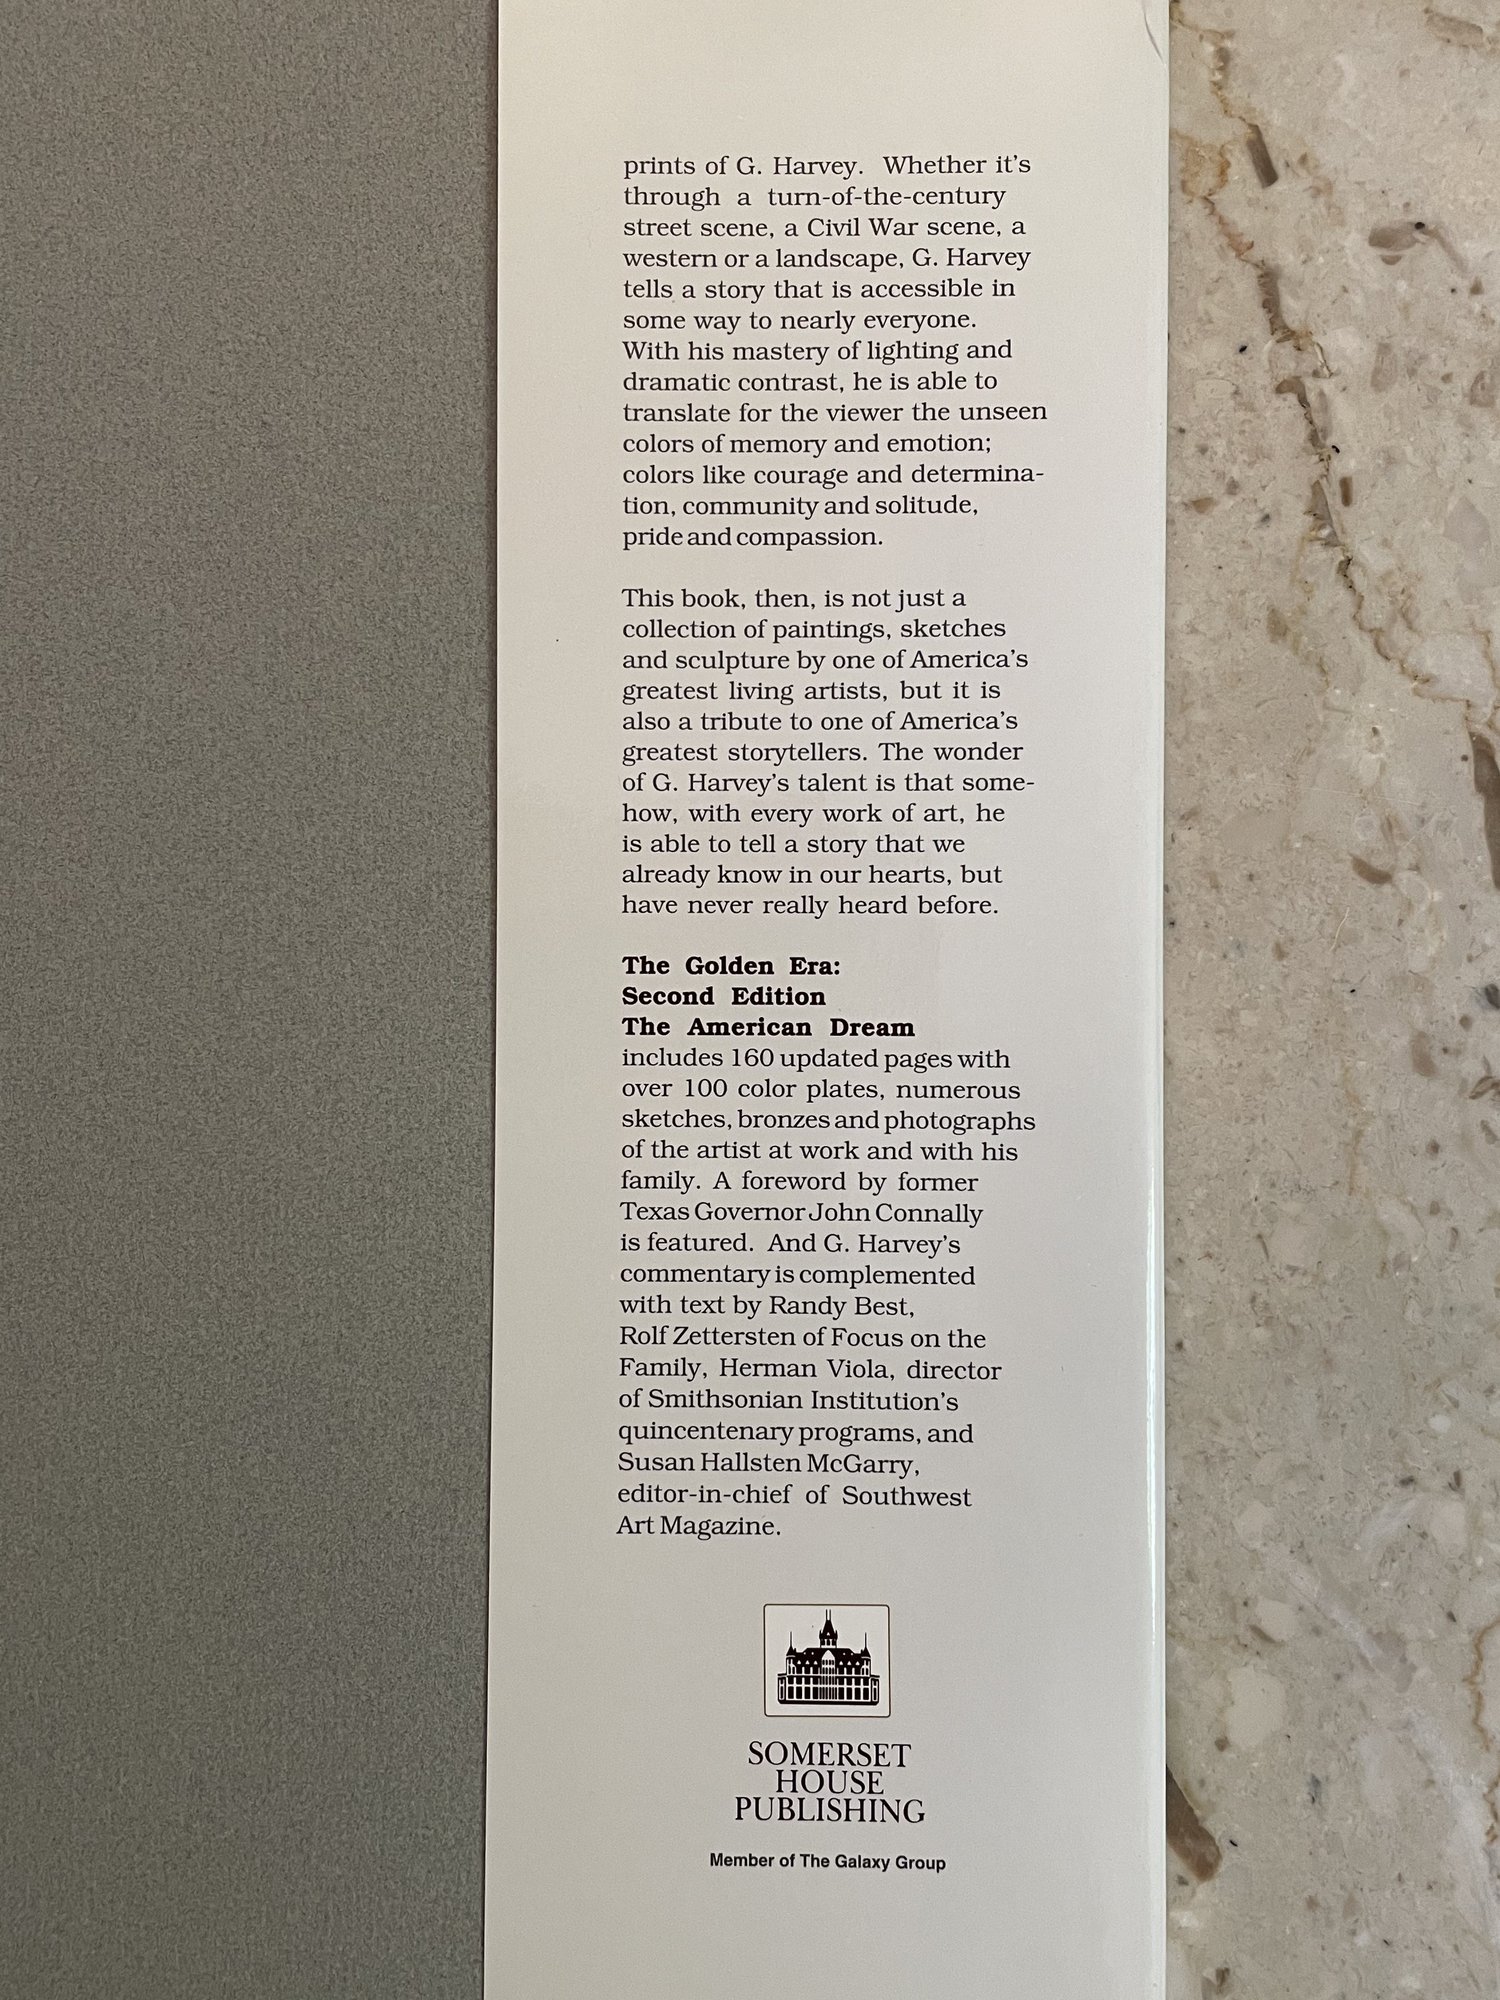 prints of G. Harvey. Whether it's
through a turn-of-the-century
street scene, a Civil War scene, a
western or a landscape, G. Harvey
tells a story that is accessible in
some way to nearly everyone.
With his mastery of lighting and
dramatic contrast, he is able to
translate for the viewer the unseen
colors of memory and emotion;
colors like courage and determina-
tion, community and solitude,
pride and compassion.
This book, then, is not just a
collection of paintings, sketches
and sculpture by one of America's
greatest living artists, but it is
also a tribute to one of America's
greatest storytellers. The wonder
of G. Harvey's talent is that some-
how, with every work of art, he
is able to tell a story that we
already know in our hearts, but
have never really heard before.
The Golden Era:
Second Edition
The American Dream
includes 160 updated pages with
over 100 color plates, numerous
sketches, bronzes and photographs
of the artist at work and with his
family. A foreword by former
Texas Governor John Connally
is featured. And G. Harvey's
commentary is complemented
with text by Randy Best,
Rolf Zettersten of Focus on the
Family, Herman Viola, director
of Smithsonian Institution's
quincentenary programs, and
Susan Hallsten McGarry,
editor-in-chief of Southwest
Art Magazine.
SOMERSET
HOUSE
PUBLISHING
Member of The Galaxy Group